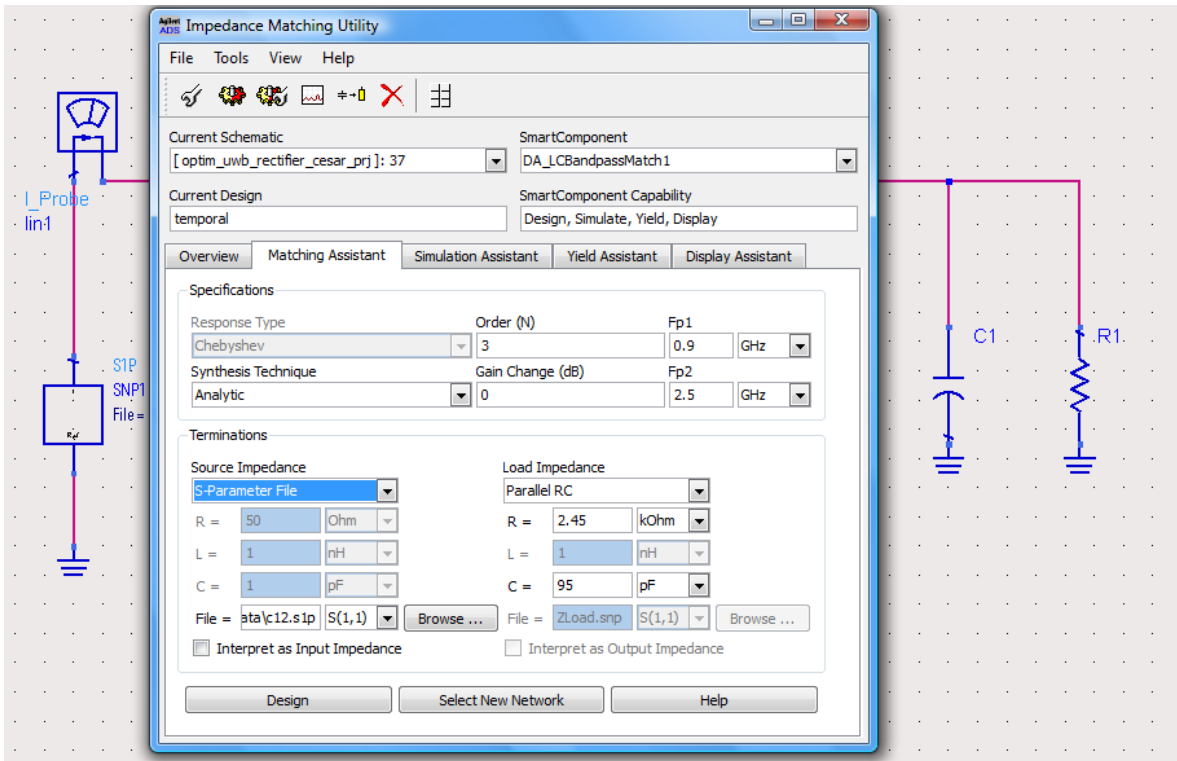 Agilent ADS Impedance Matching Utility
File Tools View Help
Current Schematic SmartComponent
[ optim_uwb_rectifier_cesar_prj ]: 37 DA_LCBandpassMatch1
Current Design SmartComponent Capability
temporal Design, Simulate, Yield, Display
Overview Matching Assistant Simulation Assistant Yield Assistant Display Assistant
Specifications
Response Type Order (N) Fp1
Chebyshev 3 0.9 GHz
Synthesis Technique Gain Change (dB) Fp2
Analytic 0 2.5 GHz
Terminations
Source Impedance Load Impedance
S-Parameter File Parallel RC
R = 50 Ohm R = 2.45 kOhm
L = 1 nH L = 1 nH
C = 1 pF C = 95 pF
File = ata\c12.s1p S(1,1) Browse ... File = ZLoad.snp S(1,1) Browse ...
Interpret as Input Impedance Interpret as Output Impedance
Design Select New Network Help
I_Probe
Iin1
S1P
SNP1
File=
Ref
C1
R1